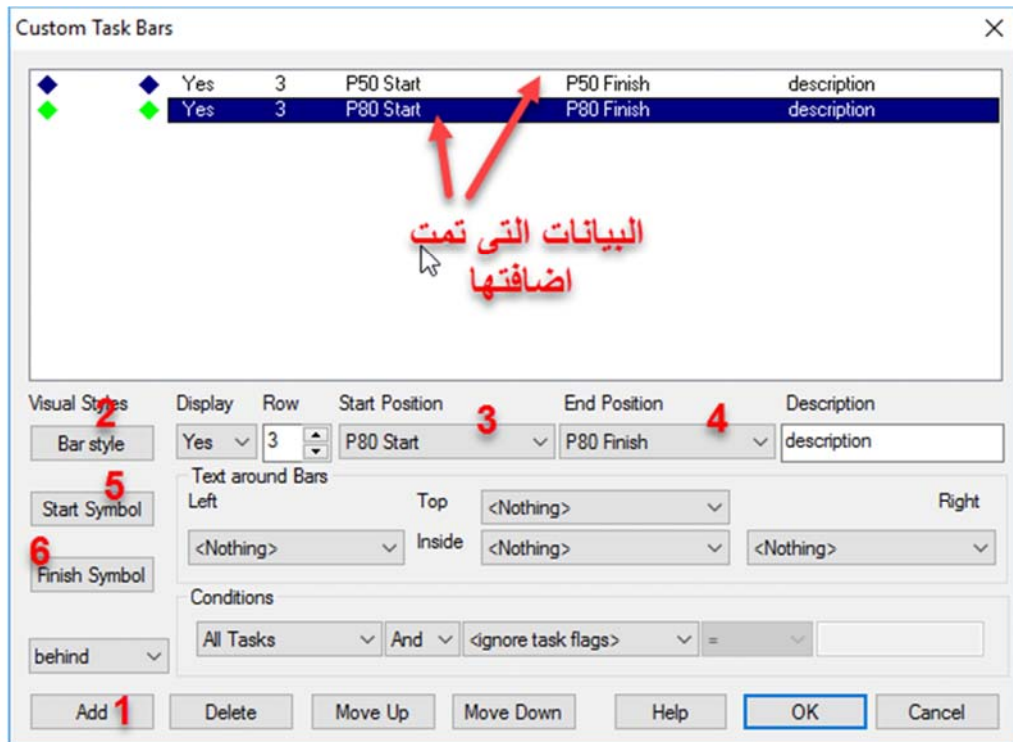 Custom Task Bars
Yes 3 P50 Start P50 Finish description
Yes 3 P80 Start P80 Finish description
البيانات التى تمت
اضافتها
Visual Styles Display Row Start Position End Position Description
2 3 4
Bar style Yes 3 P80 Start P80 Finish description
Text around Bars
5
Start Symbol Left Top <Nothing> Right
6
Finish Symbol <Nothing> Inside <Nothing> <Nothing>
Conditions
behind All Tasks And <ignore task flags> =
Add 1 Delete Move Up Move Down Help OK Cancel